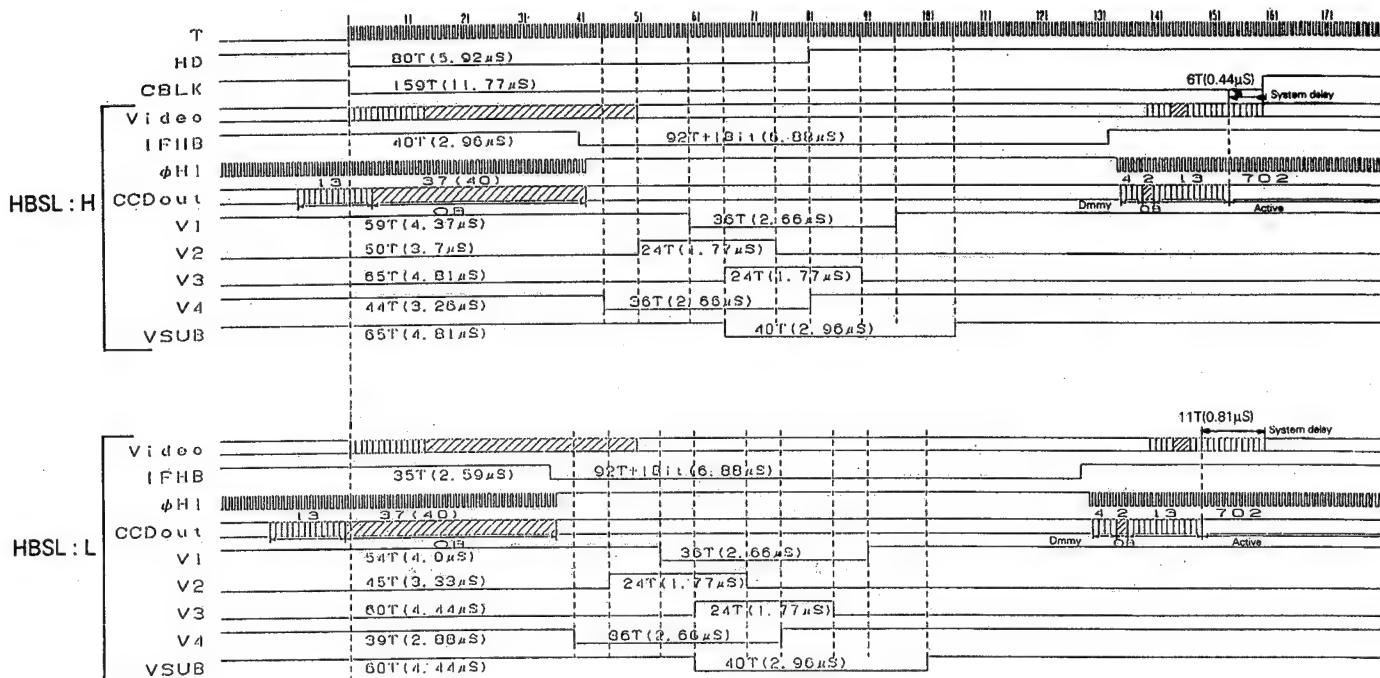 11 21 31 41 51 61 71 81 91 101 111 121 131 141 151 161 171
T
HD 80T(5.92µS)
CBLK 159T(11.77µS) 6T(0.44µS)
System delay
HBSL : H
Video
IFHB 40T(2.96µS) 92T+1Bit(6.88µS)
φH1
13 37(40) 4 2 13 702
CCDout
OB Dmmy OB Active
V1 59T(4.37µS) 36T(2.66µS)
V2 50T(3.7µS) 24T(1.77µS)
V3 65T(4.81µS) 24T(1.77µS)
V4 44T(3.26µS) 36T(2.66µS)
VSUB 65T(4.81µS) 40T(2.96µS)
11T(0.81µS)
System delay
HBSL : L
Video
IFHB 35T(2.59µS) 92T+1Bit(6.88µS)
φH1
13 37(40) 4 2 13 702
CCDout
OB Dmmy OB Active
V1 54T(4.0µS) 36T(2.66µS)
V2 45T(3.33µS) 24T(1.77µS)
V3 60T(4.44µS) 24T(1.77µS)
V4 39T(2.88µS) 36T(2.66µS)
VSUB 60T(4.44µS) 40T(2.96µS)